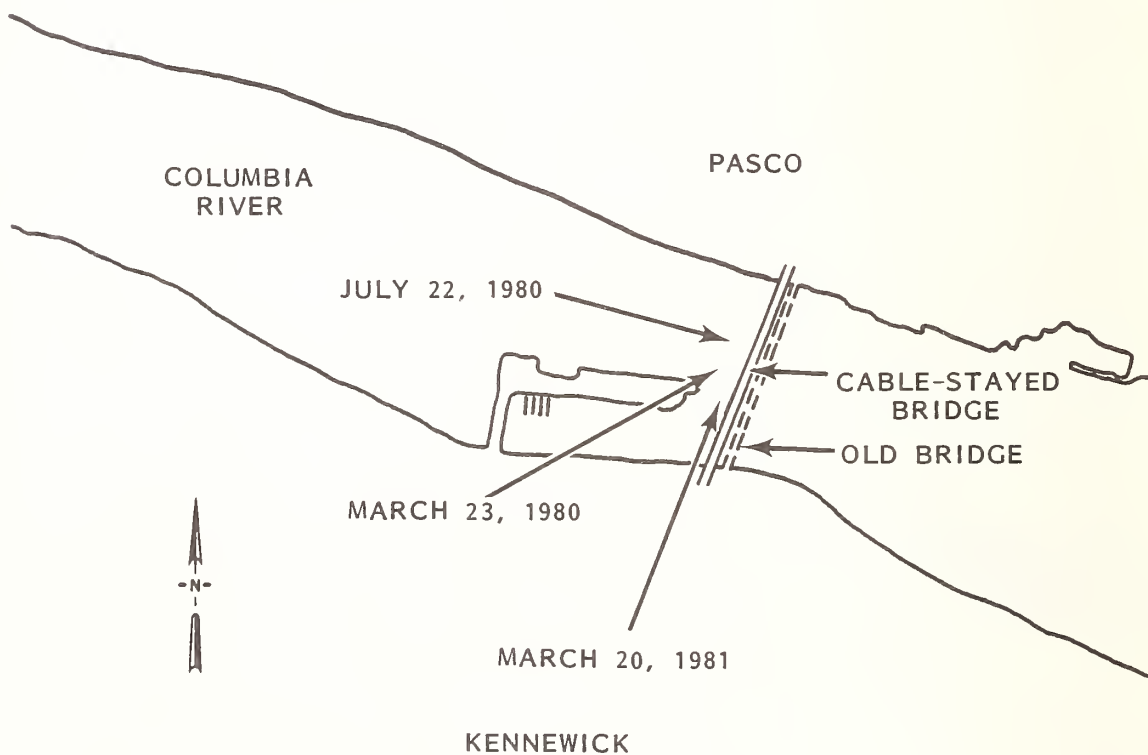 PASCO
COLUMBIA
RIVER
JULY 22, 1980
CABLE-STAYED
BRIDGE
OLD BRIDGE
MARCH 23, 1980
-N-
MARCH 20, 1981
KENNEWICK